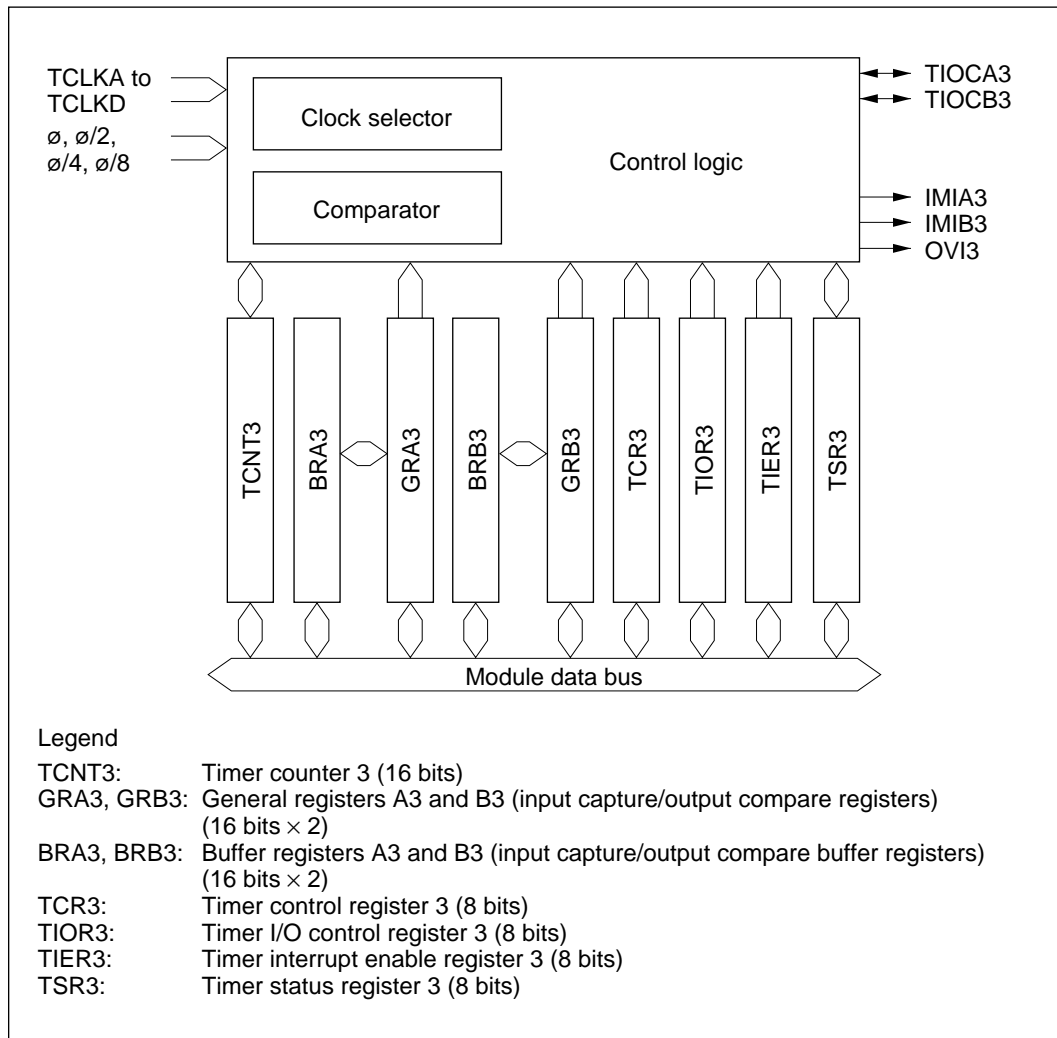 TCLKA to
TCLKD
ø, ø/2,
ø/4, ø/8
Clock selector
Comparator
Control logic
TIOCA3
TIOCB3
IMIA3
IMIB3
OVI3
TCNT3
BRA3
GRA3
BRB3
GRB3
TCR3
TIOR3
TIER3
TSR3
Module data bus
Legend
TCNT3: Timer counter 3 (16 bits)
GRA3, GRB3: General registers A3 and B3 (input capture/output compare registers)
(16 bits × 2)
BRA3, BRB3: Buffer registers A3 and B3 (input capture/output compare buffer registers)
(16 bits × 2)
TCR3: Timer control register 3 (8 bits)
TIOR3: Timer I/O control register 3 (8 bits)
TIER3: Timer interrupt enable register 3 (8 bits)
TSR3: Timer status register 3 (8 bits)